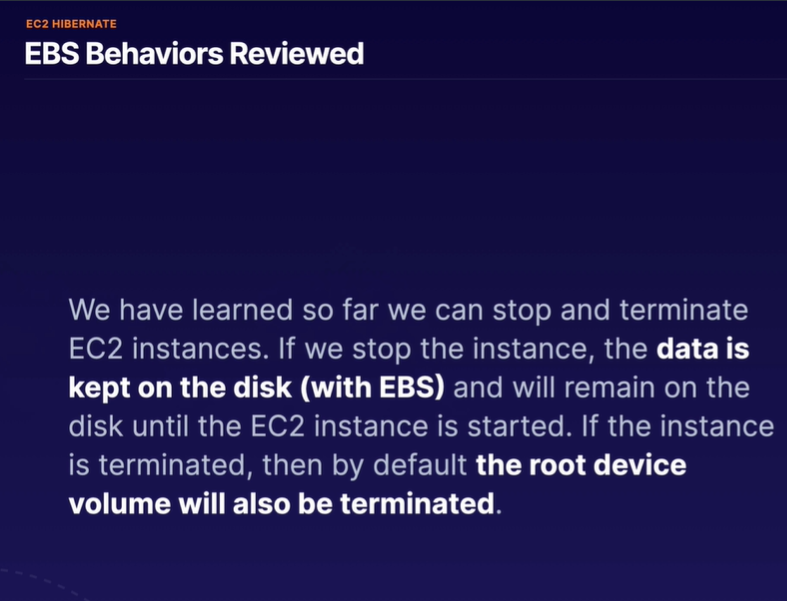 EC2 HIBERNATE
EBS Behaviors Reviewed
We have learned so far we can stop and terminate
EC2 instances. If we stop the instance, the data is
kept on the disk (with EBS) and will remain on the
disk until the EC2 instance is started. If the instance
is terminated, then by default the root device
volume will also be terminated.